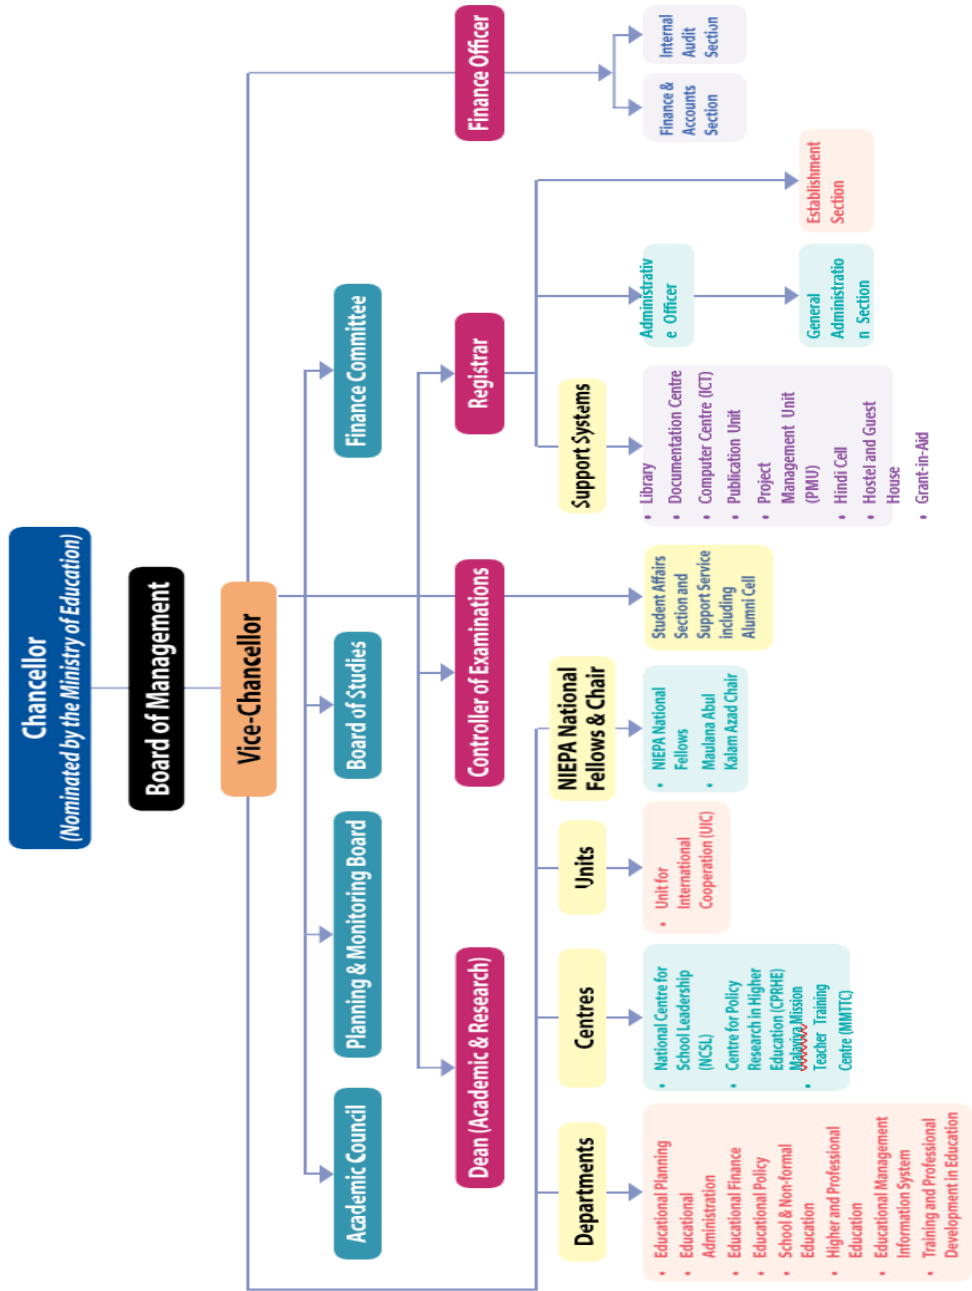 Chancellor
(Nominated by the Ministry of Education)
Board of Management
Vice-Chancellor
Academic Council
Planning & Monitoring Board
Board of Studies
Finance Committee
Dean (Academic & Research)
Controller of Examinations
Registrar
Finance Officer
Departments
Centres
Units
NIEPA National
Fellows & Chair
Support Systems
• Educational Planning
• Educational
Administration
• Educational Finance
• Educational Policy
• School & Non-formal
Education
• Higher and Professional
Education
• Educational Management
Information System
• Training and Professional
Development in Education
• National Centre for
School Leadership
(NCSL)
• Centre for Policy
Research in Higher
Education (CPRHE)
Malaviya Mission
• Teacher Training
Centre (MMTTC)
• Unit for
International
Cooperation (UIC)
• NIEPA National
Fellows
• Maulana Abul
Kalam Azad Chair
Student Affairs
Section and
Support Service
including
Alumni Cell
• Library
• Documentation Centre
• Computer Centre (ICT)
• Publication Unit
• Project
Management Unit
(PMU)
• Hindi Cell
• Hostel and Guest
House
• Grant-in-Aid
Administrativ
e Officer
General
Administratio
n Section
Establishment
Section
Finance &
Accounts
Section
Internal
Audit
Section